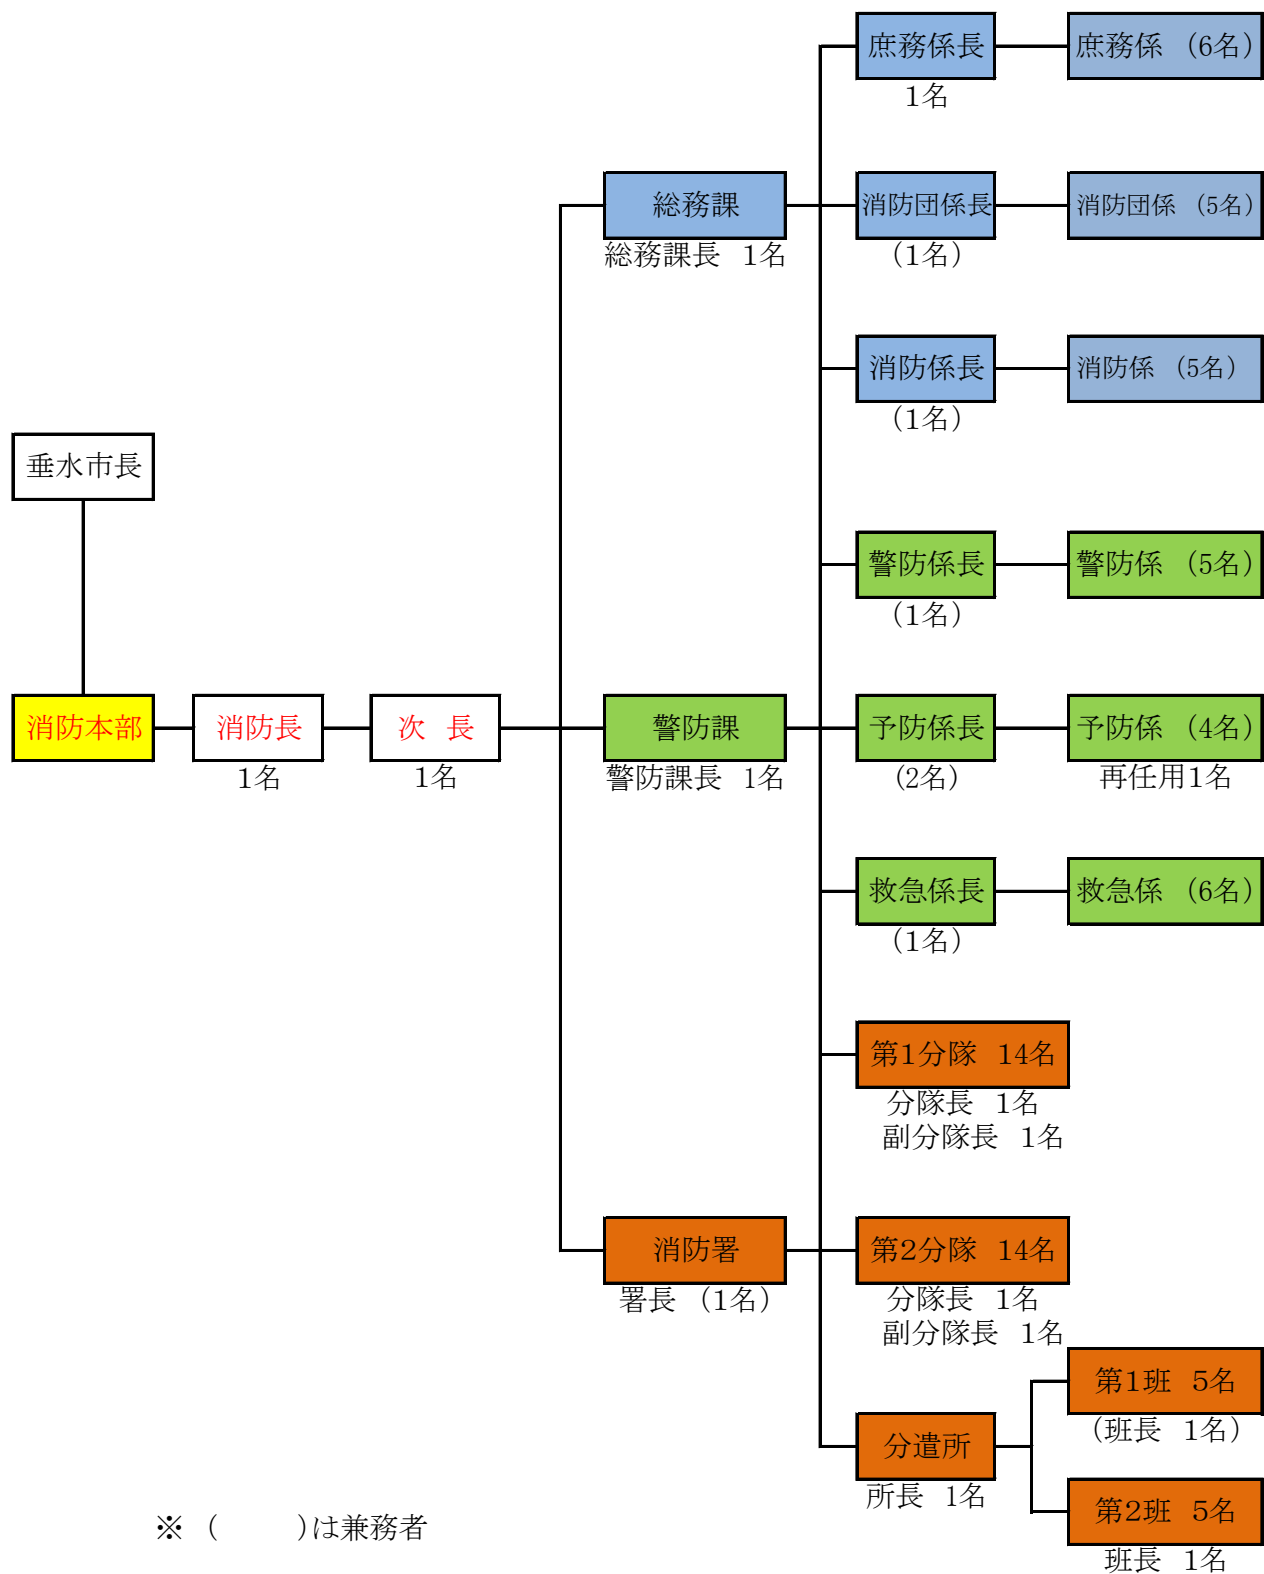 庶務係長
庶務係 (6名)
1名
総務課
総務課長 1名
消防団係長
消防団係 (5名)
(1名)
消防係長
消防係 (5名)
(1名)
垂水市長
警防係長
警防係 (5名)
(1名)
消防本部
消防長
1名
次 長
1名
警防課
警防課長 1名
予防係長
(2名)
予防係 (4名)
再任用1名
救急係長
救急係 (6名)
(1名)
第1分隊 14名
分隊長 1名
副分隊長 1名
消防署
署長 (1名)
第2分隊 14名
分隊長 1名
副分隊長 1名
第1班 5名
(班長 1名)
分遣所
所長 1名
第2班 5名
班長 1名
※ (　　)は兼務者